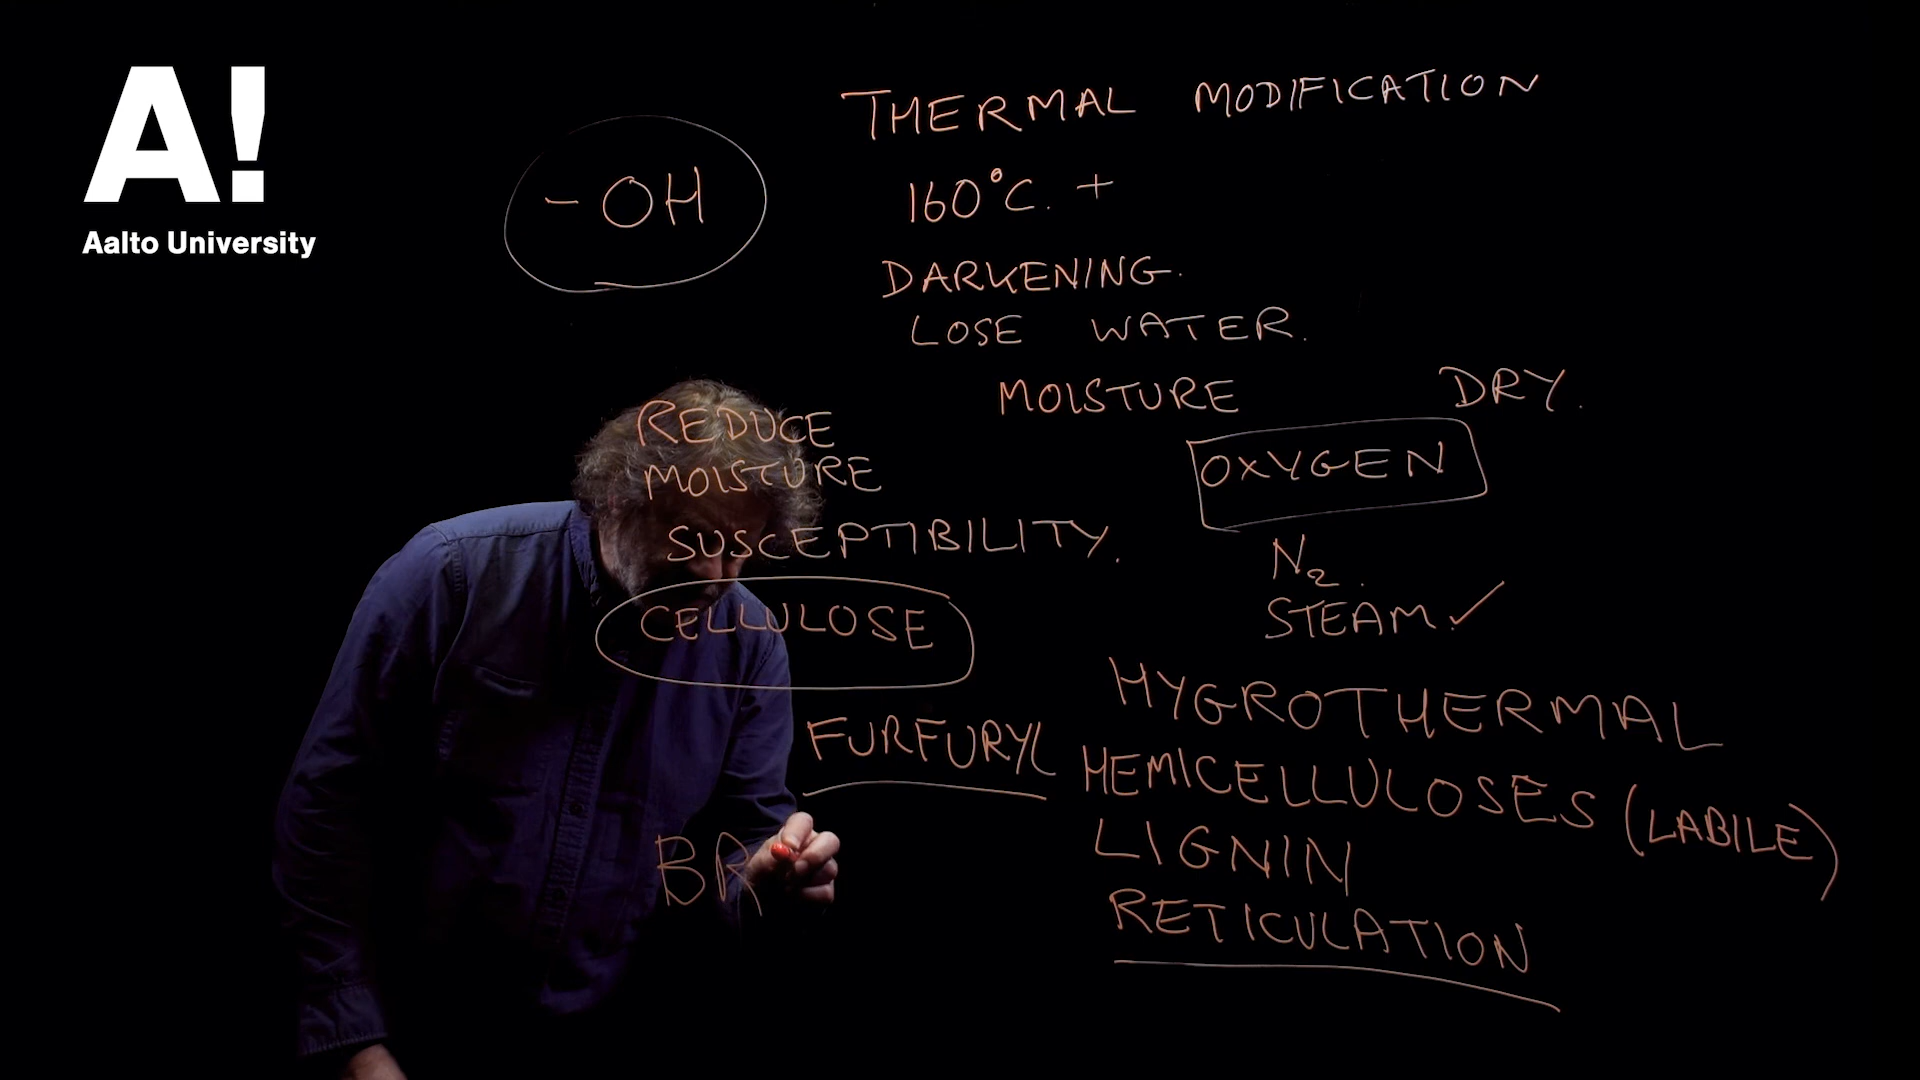 A!
Aalto University
THERMAL MODIFICATION
- OH
160°C. +
DARKENING.
LOSE WATER.
MOISTURE DRY.
REDUCE
MOISTURE
OXYGEN
SUSCEPTIBILITY.
N₂.
STEAM. ✓
CELLULOSE
HYGROTHERMAL
FURFURYL
HEMICELLULOSES (LABILE)
LIGNIN
BR
RETICULATION